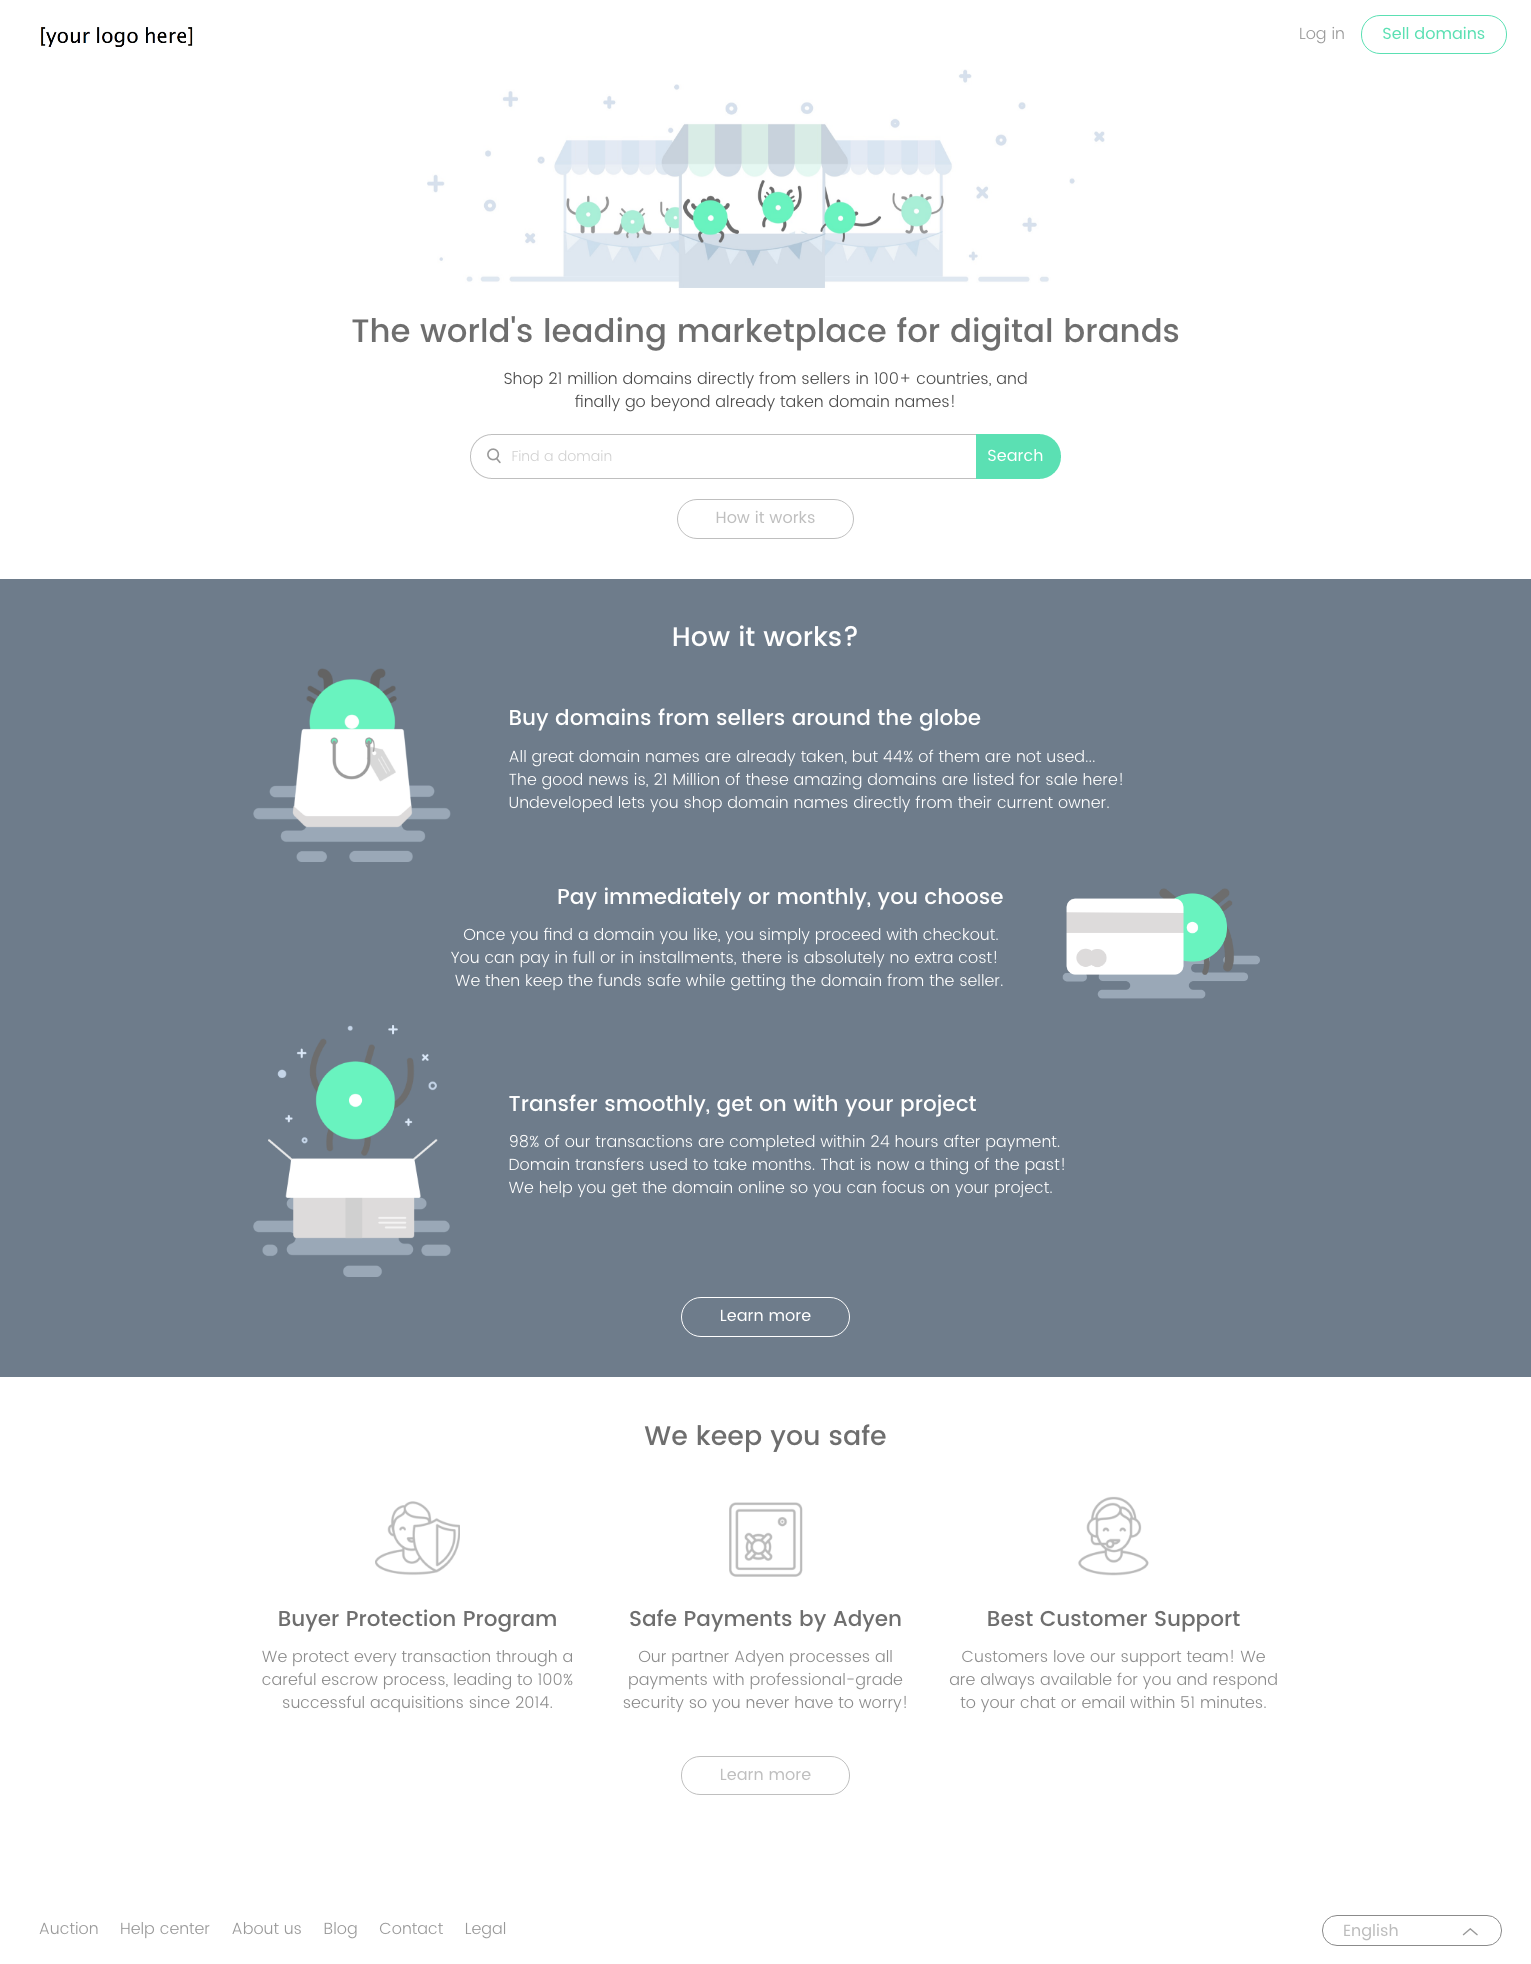 [your logo here]
Log in
Sell domains
The world's leading marketplace for digital brands
Shop 21 million domains directly from sellers in 100+ countries, and
finally go beyond already taken domain names!
Find a domain
Search
How it works
How it works?
Buy domains from sellers around the globe
All great domain names are already taken, but 44% of them are not used...
The good news is, 21 Million of these amazing domains are listed for sale here!
Undeveloped lets you shop domain names directly from their current owner.
Pay immediately or monthly, you choose
Once you find a domain you like, you simply proceed with checkout.
You can pay in full or in installments, there is absolutely no extra cost!
We then keep the funds safe while getting the domain from the seller.
Transfer smoothly, get on with your project
98% of our transactions are completed within 24 hours after payment.
Domain transfers used to take months. That is now a thing of the past!
We help you get the domain online so you can focus on your project.
Learn more
We keep you safe
Buyer Protection Program
We protect every transaction through a
careful escrow process, leading to 100%
successful acquisitions since 2014.
Safe Payments by Adyen
Our partner Adyen processes all
payments with professional-grade
security so you never have to worry!
Best Customer Support
Customers love our support team! We
are always available for you and respond
to your chat or email within 51 minutes.
Learn more
Auction
Help center
About us
Blog
Contact
Legal
English